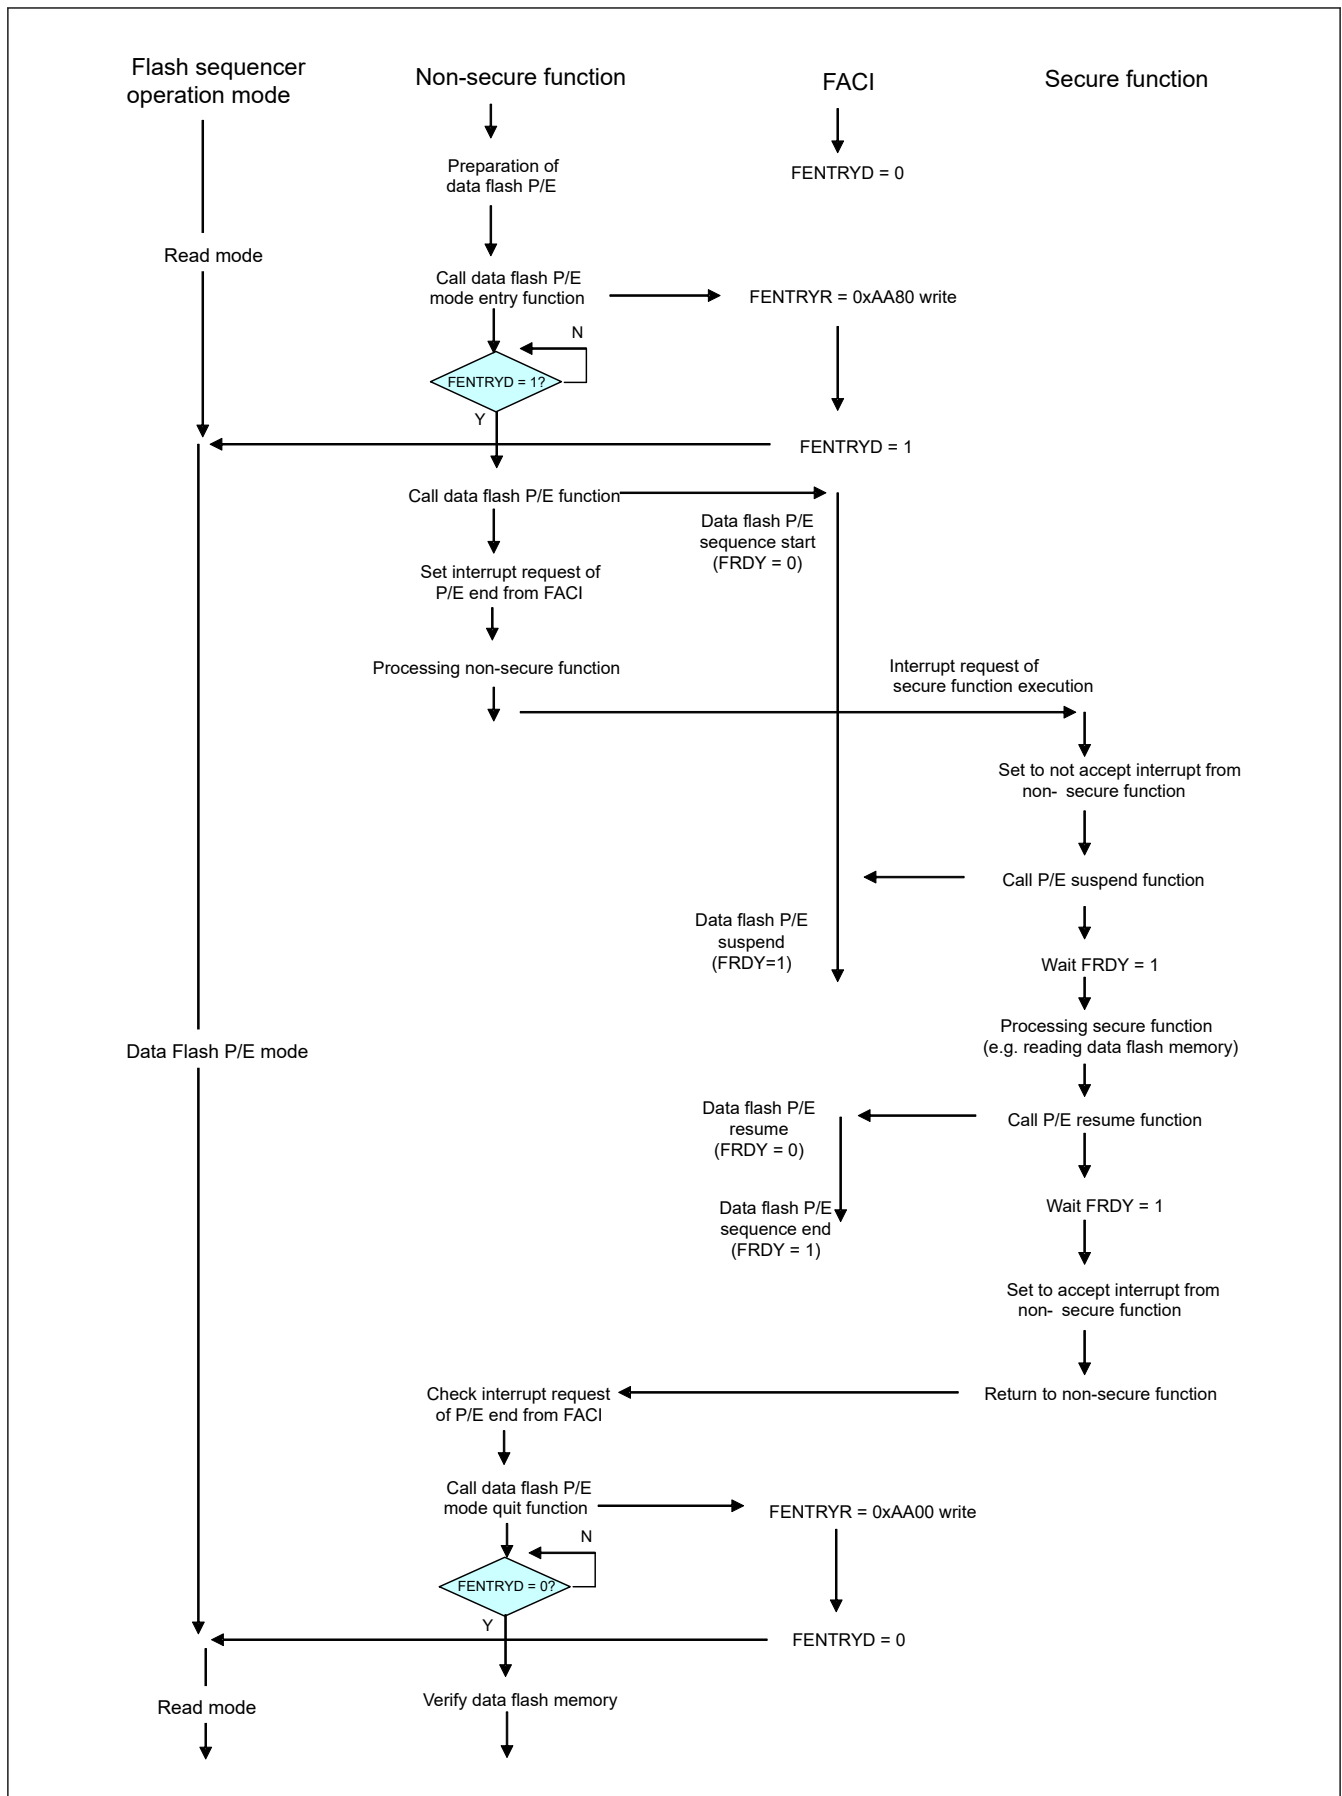 Flash sequencer
operation mode
Non-secure function
FACI
Secure function
Preparation of
data flash P/E
FENTRYD = 0
Read mode
Call data flash P/E
mode entry function
FENTRYR = 0xAA80 write
N
FENTRYD = 1?
Y
FENTRYD = 1
Call data flash P/E function
Data flash P/E
sequence start
(FRDY = 0)
Set interrupt request of
P/E end from FACI
Processing non-secure function
Interrupt request of
secure function execution
Set to not accept interrupt from
non- secure function
Call P/E suspend function
Data flash P/E
suspend
(FRDY=1)
Wait FRDY = 1
Processing secure function
(e.g. reading data flash memory)
Data Flash P/E mode
Data flash P/E
resume
(FRDY = 0)
Call P/E resume function
Data flash P/E
sequence end
(FRDY = 1)
Wait FRDY = 1
Set to accept interrupt from
non- secure function
Check interrupt request
of P/E end from FACI
Return to non-secure function
Call data flash P/E
mode quit function
FENTRYR = 0xAA00 write
N
FENTRYD = 0?
Y
FENTRYD = 0
Read mode
Verify data flash memory